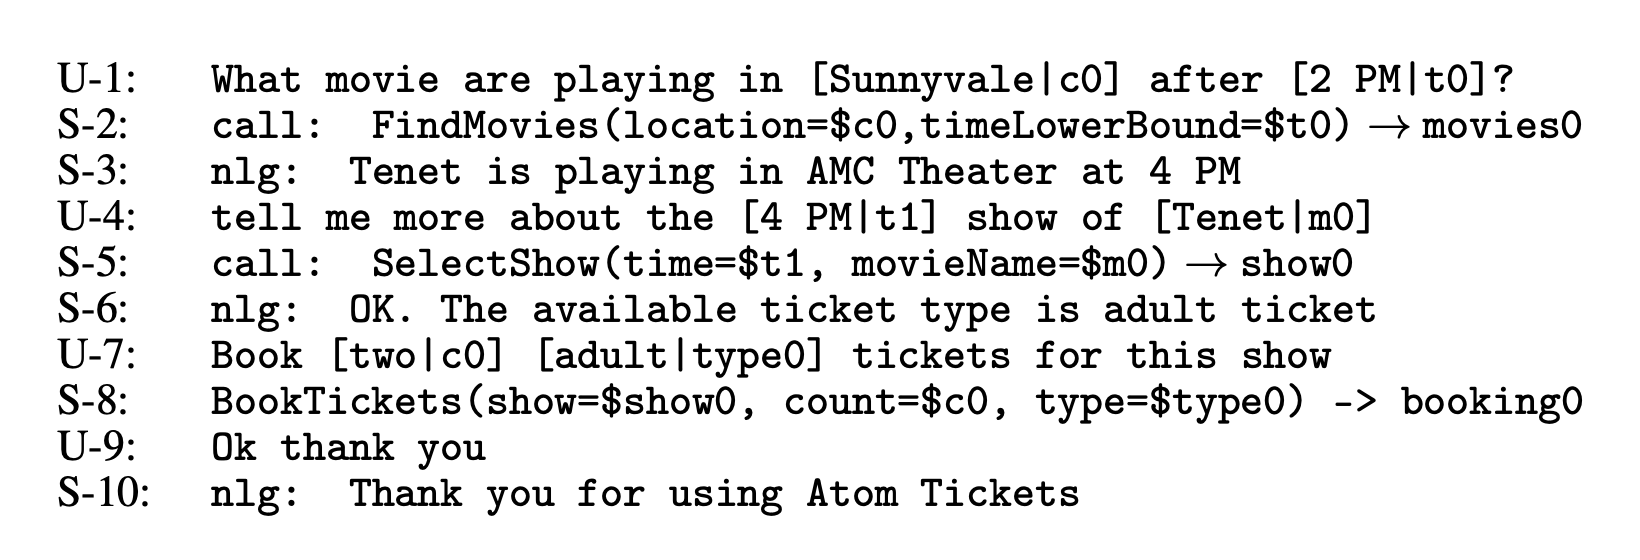 U-1: What movie are playing in [Sunnyvale|c0] after [2 PM|t0]?
S-2: call: FindMovies(location=$c0,timeLowerBound=$t0) → movies0
S-3: nlg: Tenet is playing in AMC Theater at 4 PM
U-4: tell me more about the [4 PM|t1] show of [Tenet|m0]
S-5: call: SelectShow(time=$t1, movieName=$m0) → show0
S-6: nlg: OK. The available ticket type is adult ticket
U-7: Book [two|c0] [adult|type0] tickets for this show
S-8: BookTickets(show=$show0, count=$c0, type=$type0) -> booking0
U-9: Ok thank you
S-10: nlg: Thank you for using Atom Tickets